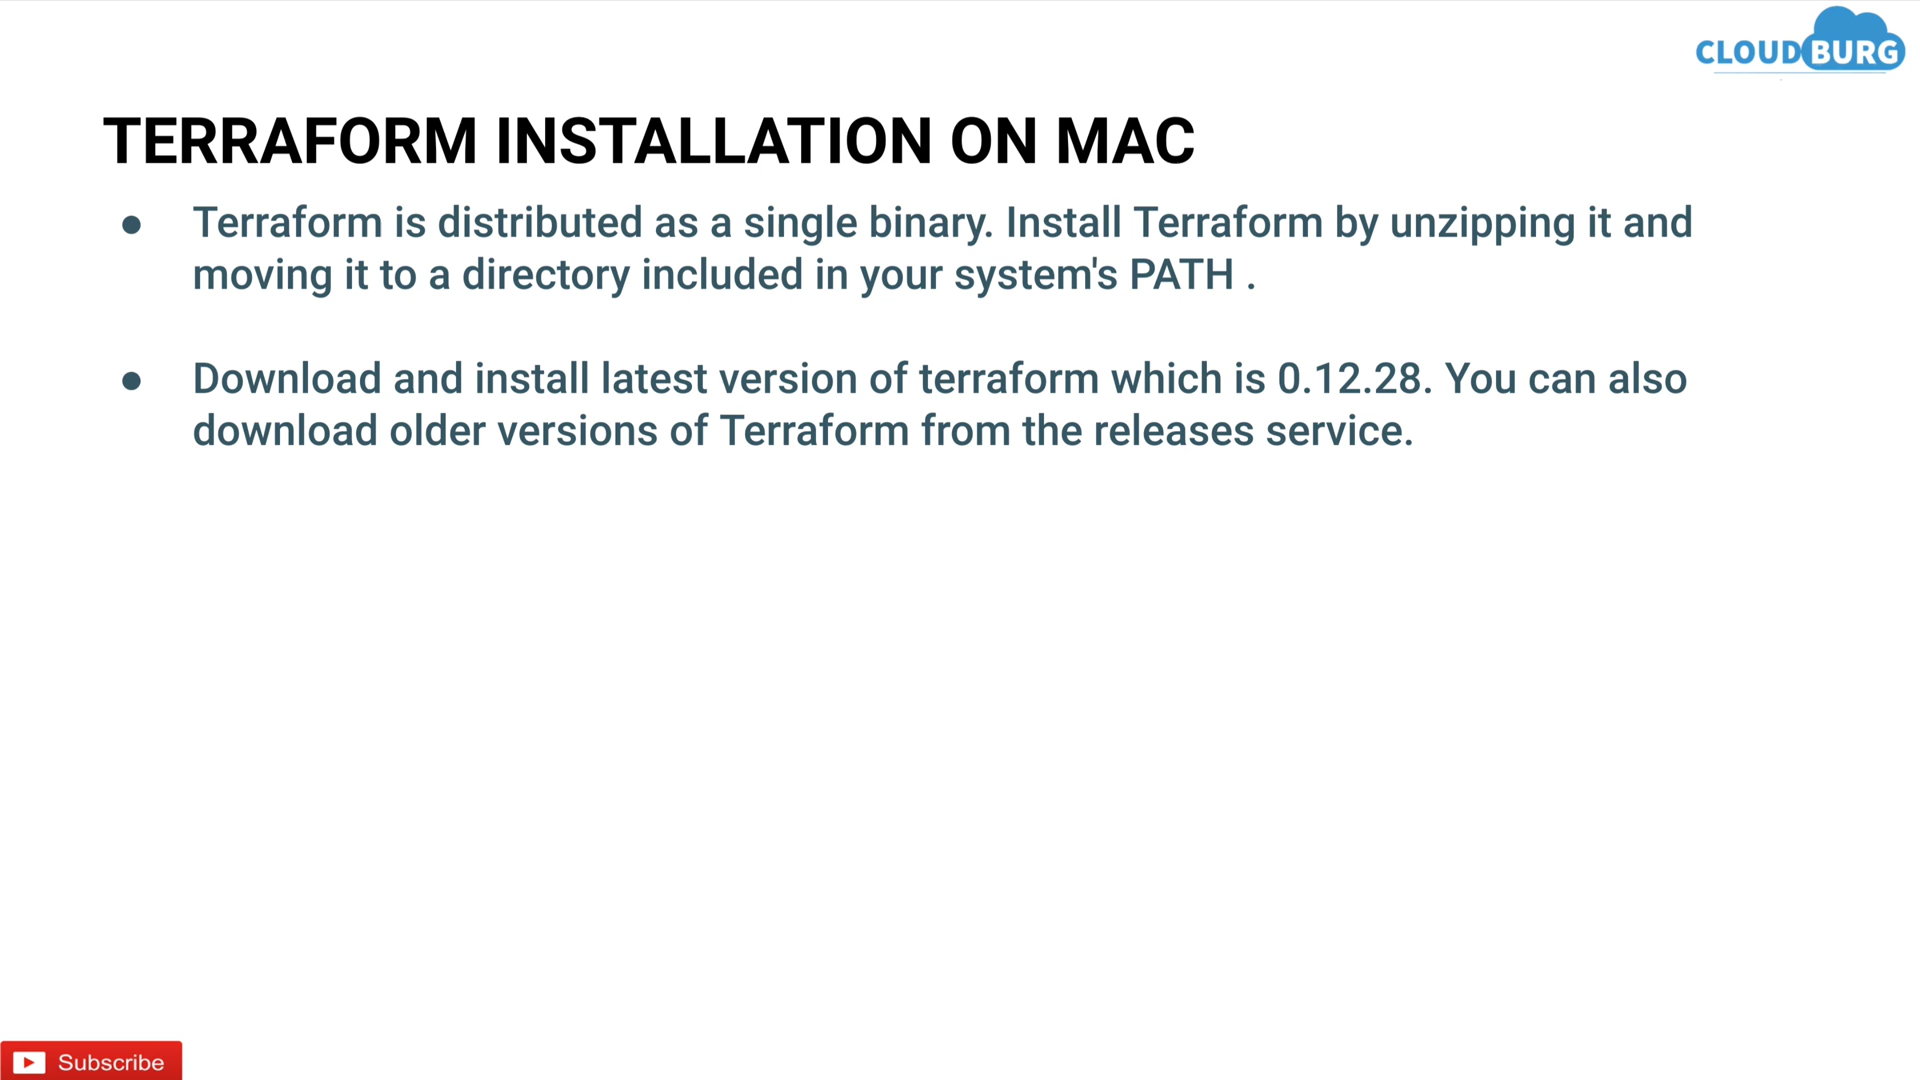 CLOUDBURG
TERRAFORM INSTALLATION ON MAC
● Terraform is distributed as a single binary. Install Terraform by unzipping it and
moving it to a directory included in your system's PATH .
● Download and install latest version of terraform which is 0.12.28. You can also
download older versions of Terraform from the releases service.
Subscribe